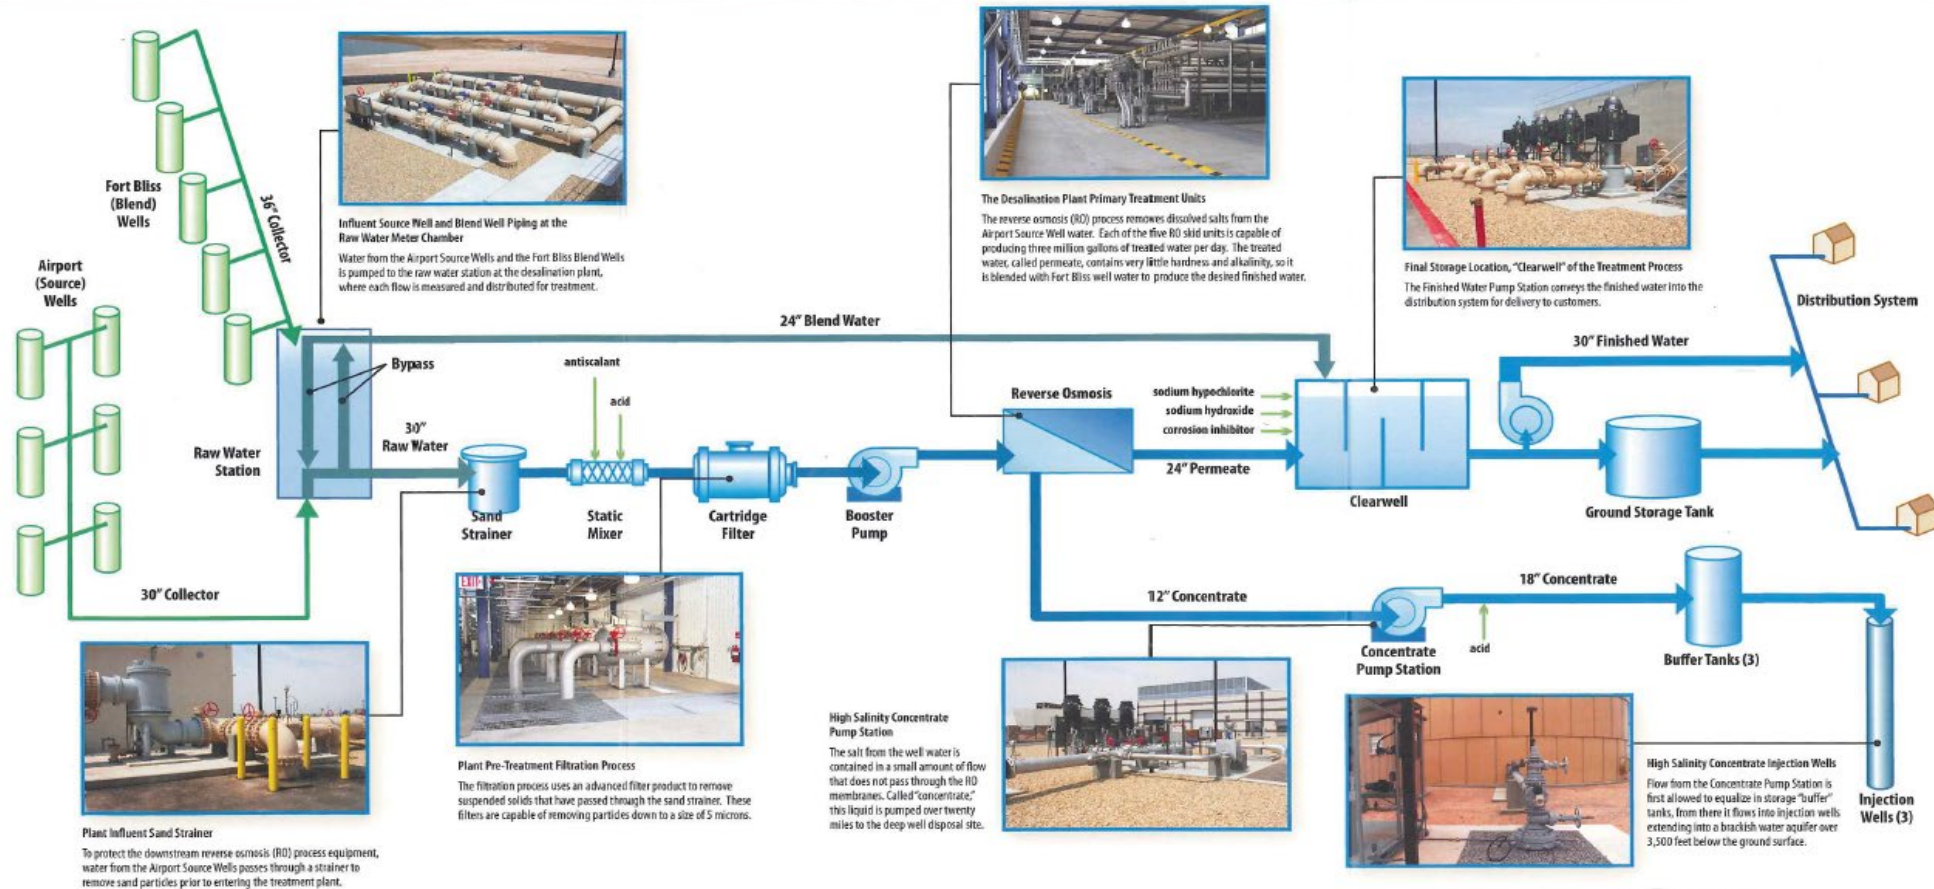 Fort Bliss
(Blend)
Wells
36" Collector
Airport
(Source)
Wells
30" Collector
Raw Water
Station
Bypass
Influent Source Well and Blend Well Piping at the
Raw Water Meter Chamber
Water from the Airport Source Wells and the Fort Bliss Blend Wells
is pumped to the raw water station at the desalination plant,
where each flow is measured and distributed for treatment.
24" Blend Water
30"
Raw Water
antiscalant
acid
Sand
Strainer
Static
Mixer
Cartridge
Filter
Booster
Pump
Reverse Osmosis
The Desalination Plant Primary Treatment Units
The reverse osmosis (RO) process removes dissolved salts from the
Airport Source Well water. Each of the five RO skid units is capable of
producing three million gallons of treated water per day. The treated
water, called permeate, contains very little hardness and alkalinity, so it
is blended with Fort Bliss well water to produce the desired finished water.
sodium hypochlorite
sodium hydroxide
corrosion inhibitor
24" Permeate
Clearwell
Final Storage Location, "Clearwell" of the Treatment Process
The Finished Water Pump Station conveys the finished water into the
distribution system for delivery to customers.
30" Finished Water
Distribution System
Ground Storage Tank
12" Concentrate
Concentrate
Pump Station
18" Concentrate
acid
Buffer Tanks (3)
Injection
Wells (3)
EXIT
Plant Influent Sand Strainer
To protect the downstream reverse osmosis (RO) process equipment,
water from the Airport Source Wells passes through a strainer to
remove sand particles prior to entering the treatment plant.
Plant Pre-Treatment Filtration Process
The filtration process uses an advanced filter product to remove
suspended solids that have passed through the sand strainer. These
filters are capable of removing particles down to a size of 5 microns.
High Salinity Concentrate
Pump Station
The salt from the well water is
contained in a small amount of flow
that does not pass through the RO
membranes. Called "concentrate,"
this liquid is pumped over twenty
miles to the deep well disposal site.
High Salinity Concentrate Injection Wells
Flow from the Concentrate Pump Station is
first allowed to equalize in storage "buffer"
tanks, from there it flows into injection wells
extending into a brackish water aquifer over
3,500 feet below the ground surface.